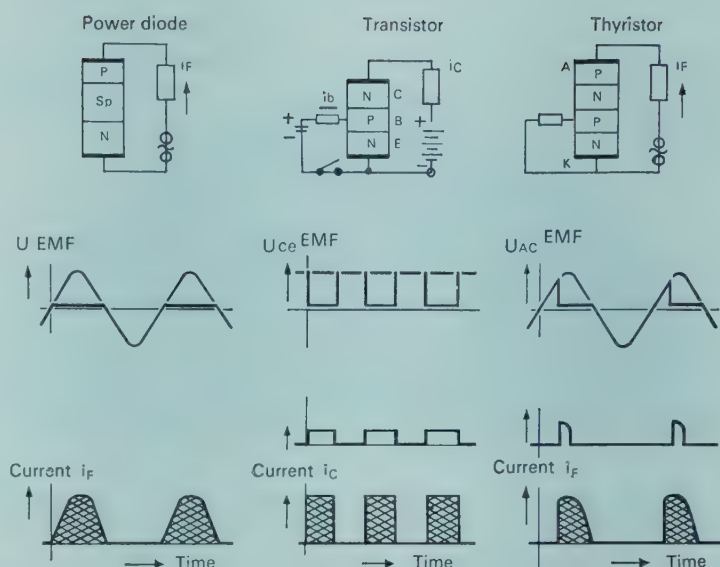 Power diode Transistor Thyristor
P
Sp
N
IF
ib
N C
P B
N E
iC
+
-
+
-
A P
N
P
K N
IF
U EMF Uce EMF UAC EMF
Current iF Current iC Current iF
Time Time Time